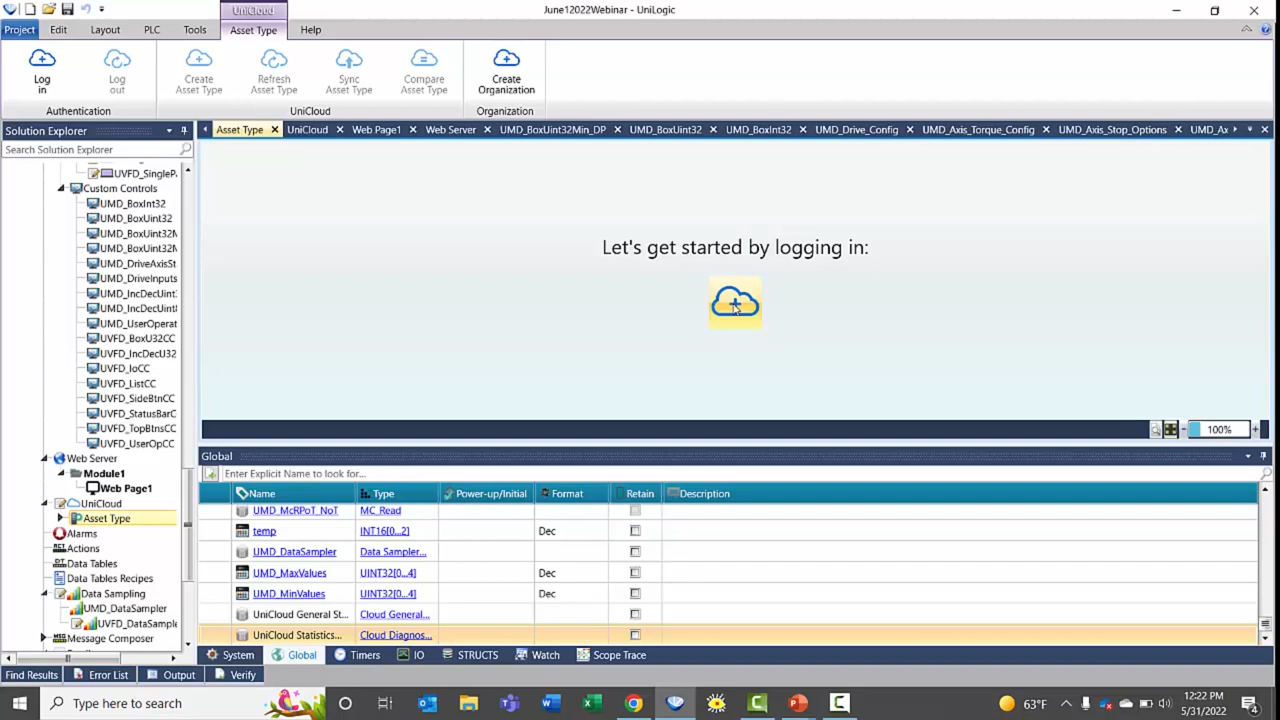 UniCloud
June12022Webinar - UniLogic
Project Edit Layout PLC Tools Asset Type Help
Log in
Log out
Create Asset Type
Refresh Asset Type
Sync Asset Type
Compare Asset Type
Create Organization
Authentication UniCloud Organization
Solution Explorer
Asset Type UniCloud Web Page1 Web Server UMD_BoxUint32Min_DP UMD_BoxUint32 UMD_BoxInt32 UMD_Drive_Config UMD_Axis_Torque_Config UMD_Axis_Stop_Options UMD_Ax
Search Solution Explorer
UVFD_SinglePa
Custom Controls
UMD_BoxInt32
UMD_BoxUint32
UMD_BoxUint32M
UMD_BoxUint32M
UMD_DriveAxisSt
UMD_DriveInputs
UMD_IncDecUint
UMD_IncDecUint8
UMD_UserOperat
UVFD_BoxU32CC
UVFD_IncDecU32
UVFD_IoCC
UVFD_ListCC
UVFD_SideBtnCC
UVFD_StatusBarC
UVFD_TopBtnsCC
UVFD_UserOpCC
Web Server
Module1
Web Page1
UniCloud
Asset Type
Alarms
Actions
Data Tables
Data Tables Recipes
Data Sampling
UMD_DataSampler
UVFD_DataSample
Message Composer
Let's get started by logging in:
100%
Global
Enter Explicit Name to look for...
Name Type Power-up/Initial Format Retain Description
UMD_McRPoT_NoT MC_Read
temp INT16[0...2] Dec
UMD_DataSampler Data Sampler...
UMD_MaxValues UINT32[0...4] Dec
UMD_MinValues UINT32[0...4] Dec
UniCloud General St... Cloud General...
UniCloud Statistics... Cloud Diagnos...
System Global Timers IO STRUCTS Watch Scope Trace
Find Results Error List Output Verify
Type here to search
63°F
12:22 PM
5/31/2022
4